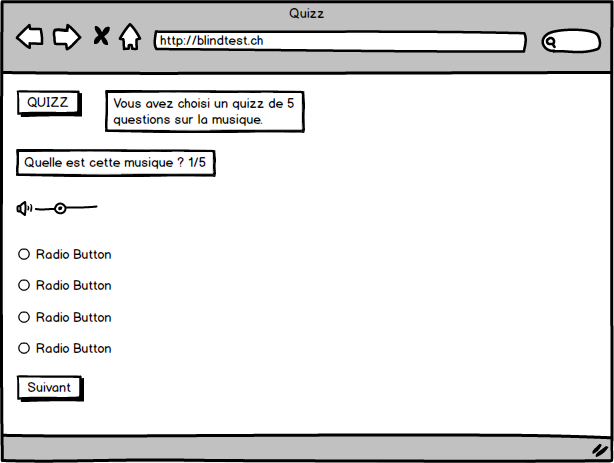 Quizz
http://blindtest.ch
QUIZZ
Vous avez choisi un quizz de 5
questions sur la musique.
Quelle est cette musique ? 1/5
Radio Button
Radio Button
Radio Button
Radio Button
Suivant